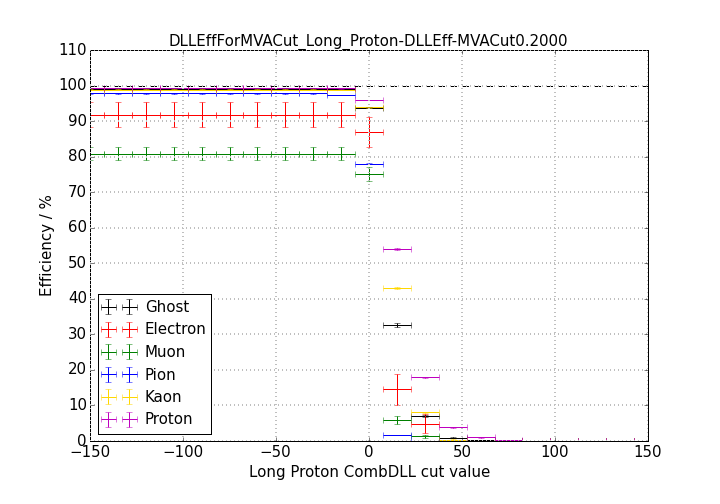 DLLEffForMVACut_Long_Proton-DLLEff-MVACut0.2000
110
100
90
80
70
60
50
40
30
20
10
0
Efficiency / %
Ghost
Electron
Muon
Pion
Kaon
Proton
−150 −100 −50 0 50 100 150
Long Proton CombDLL cut value